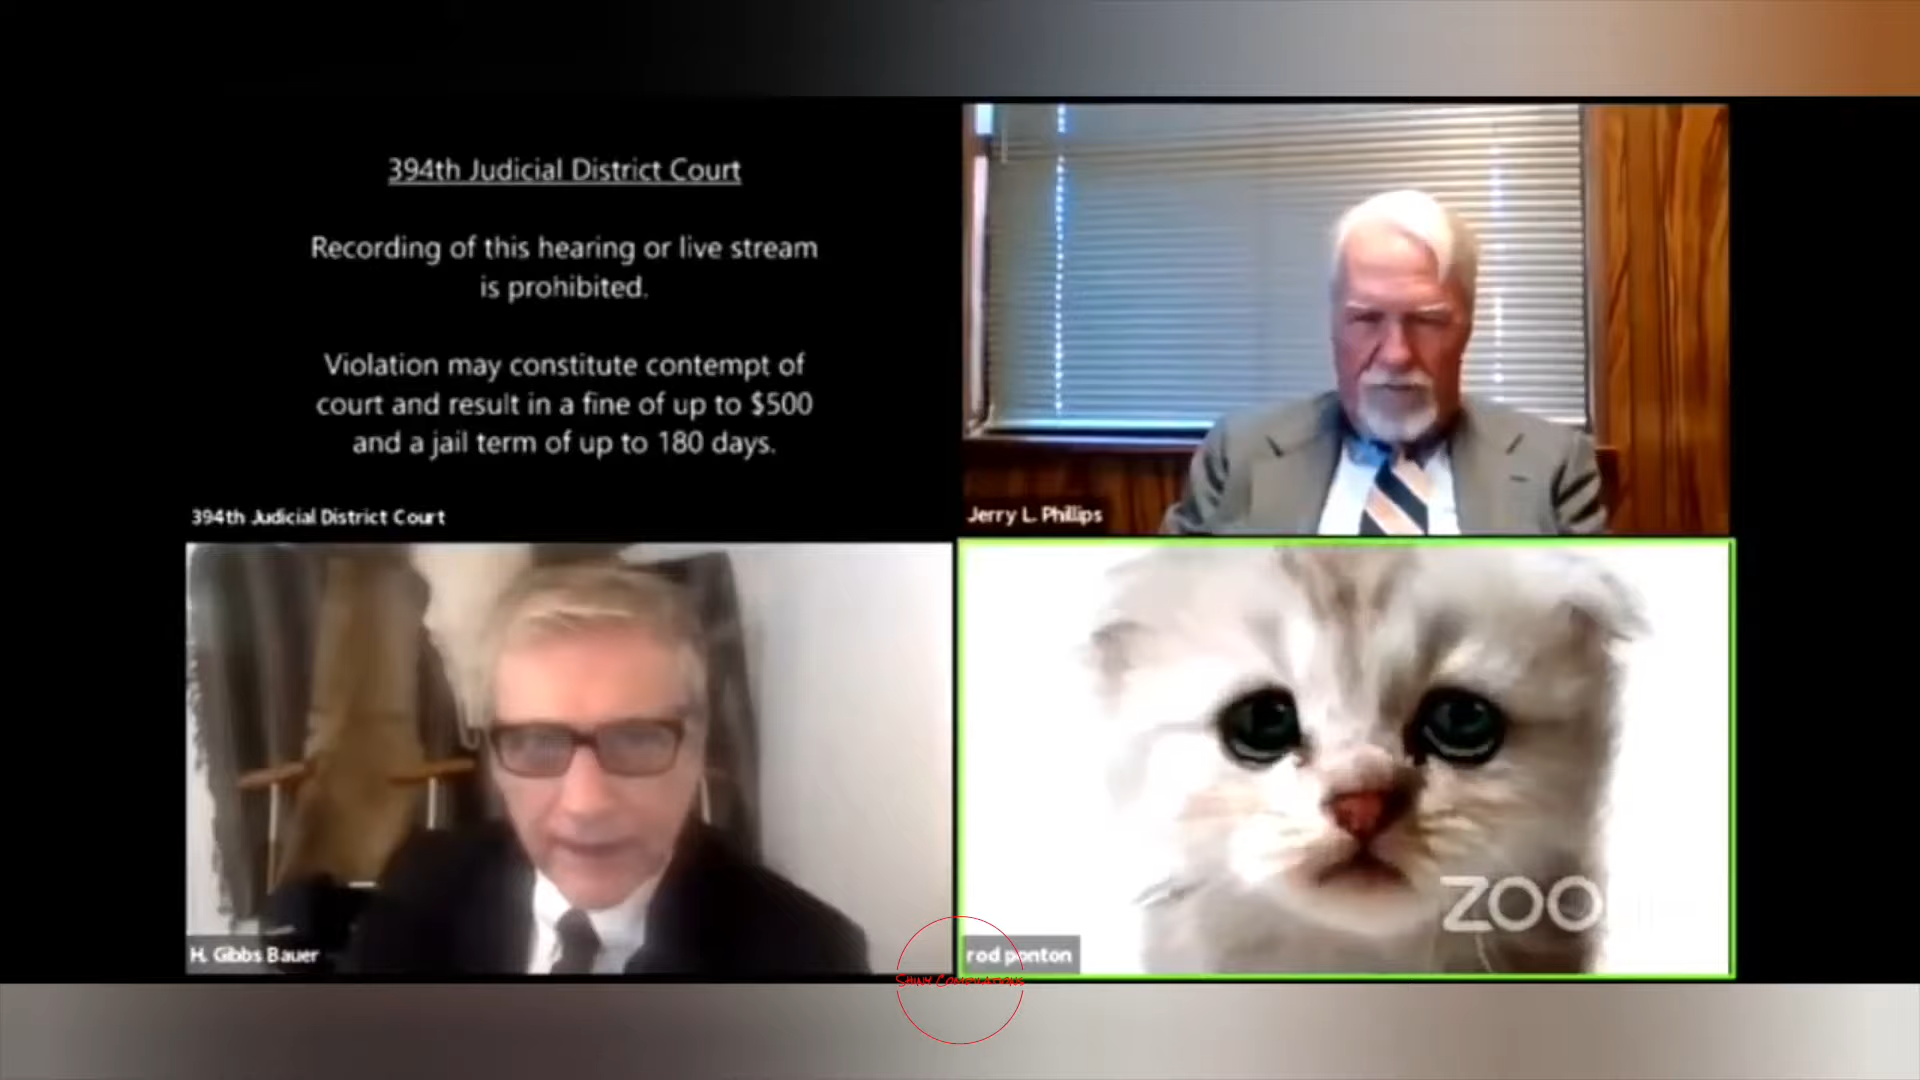 394th Judicial District Court
Recording of this hearing or live stream
is prohibited.
Violation may constitute contempt of
court and result in a fine of up to $500
and a jail term of up to 180 days.
394th Judicial District Court
Jerry L. Phillips
H. Gibbs Bauer
rod ponton
ZOOM